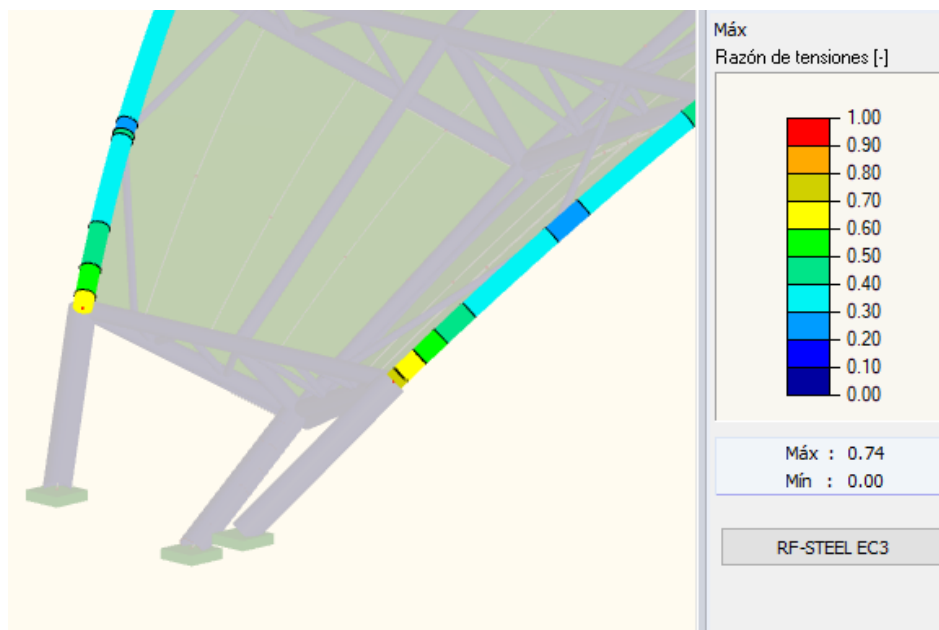 Máx
Razón de tensiones [-]
1.00
0.90
0.80
0.70
0.60
0.50
0.40
0.30
0.20
0.10
0.00
Máx : 0.74
Mín : 0.00
RF-STEEL EC3